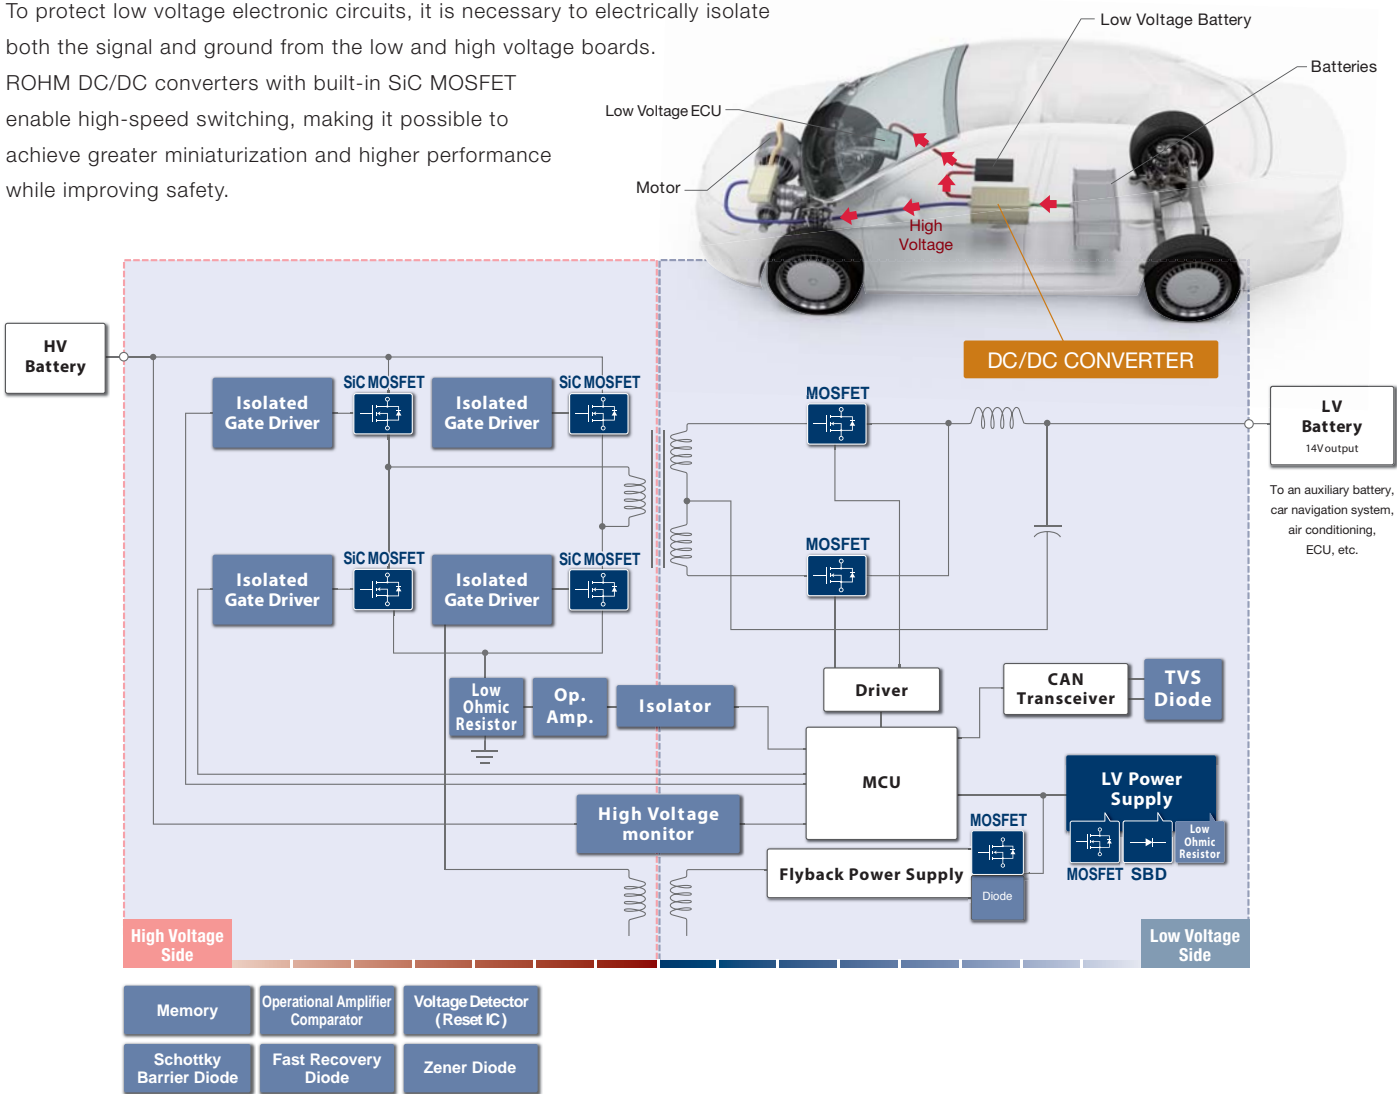 To protect low voltage electronic circuits, it is necessary to electrically isolate
both the signal and ground from the low and high voltage boards.
ROHM DC/DC converters with built-in SiC MOSFET
enable high-speed switching, making it possible to
achieve greater miniaturization and higher performance
while improving safety.
Low Voltage Battery
Batteries
Low Voltage ECU
Motor
High
Voltage
DC/DC CONVERTER
HV
Battery
SiC MOSFET
Isolated
Gate Driver
SiC MOSFET
Isolated
Gate Driver
MOSFET
LV
Battery
14V output
To an auxiliary battery,
car navigation system,
air conditioning,
ECU, etc.
SiC MOSFET
Isolated
Gate Driver
SiC MOSFET
Isolated
Gate Driver
MOSFET
Low
Ohmic
Resistor
Op.
Amp.
Isolator
Driver
CAN
Transceiver
TVS
Diode
MCU
LV Power
Supply
MOSFET
SBD
Low
Ohmic
Resistor
High Voltage
monitor
MOSFET
Flyback Power Supply
Diode
High Voltage
Side
Low Voltage
Side
Memory
Operational Amplifier
Comparator
Voltage Detector
(Reset IC)
Schottky
Barrier Diode
Fast Recovery
Diode
Zener Diode